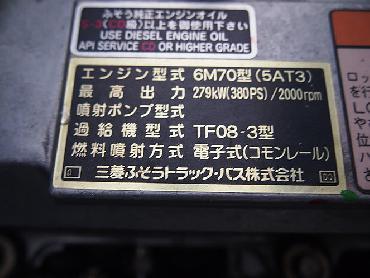 ふそう純正エンジンオイル
S-3(CD級)以上を御使用下さい
USE DIESEL ENGINE OIL
API SERVICE CD OR HIGHER GRADE
エンジン型式 6M70型(5AT3)
最高出力 279kW(380PS)/2000rpm
噴射ポンプ型式
過給機型式 TF08-3型
燃料噴射方式 電子式(コモンレール)
三菱ふそうトラック・バス株式会社